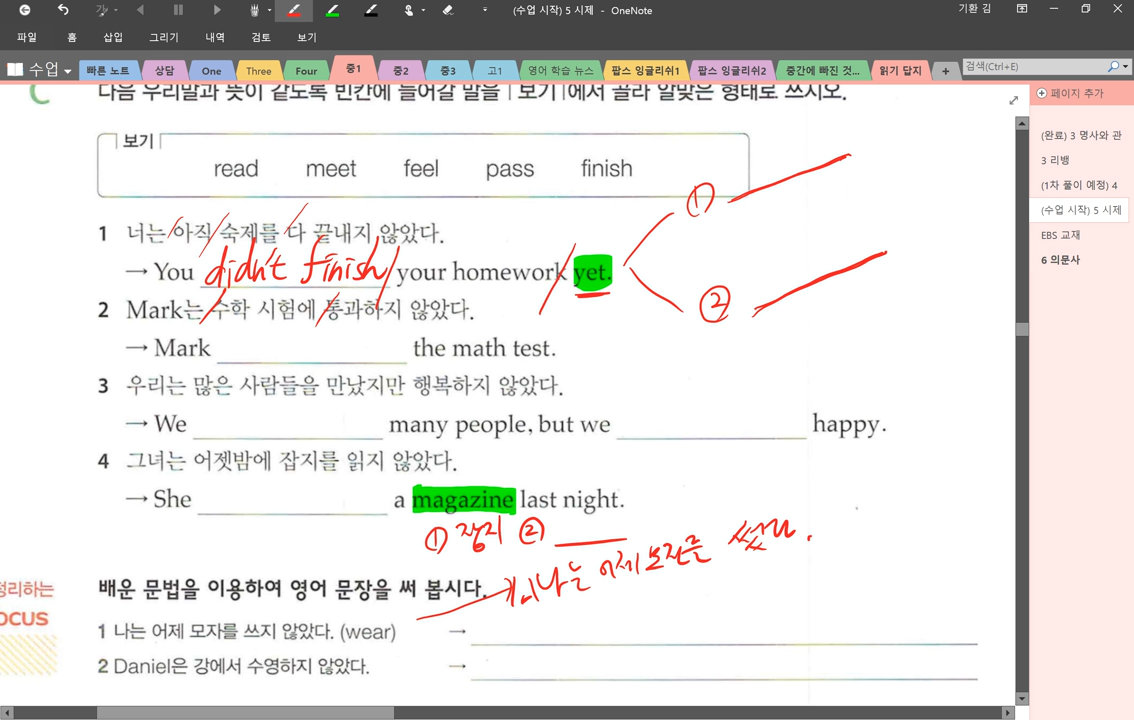 (수업 시작) 5 시제 - OneNote
기환 김
파일 홈 삽입 그리기 내역 검토 보기
수업 빠른 노트 상담 One Three Four 중1 중2 중3 고1 영어 학습 뉴스 팝스 잉글리쉬1 팝스 잉글리쉬2 중간에 빠진 것... 읽기 답지 + 검색(Ctrl+E)
페이지 추가
(완료) 3 명사와 관
3 리뱅
(1차 풀이 예정) 4
(수업 시작) 5 시제
EBS 교재
6 의문사
C 다음 우리말과 뜻이 같도록 빈칸에 들어갈 말을 |보기|에서 골라 알맞은 형태로 쓰시오.
보기
read meet feel pass finish
1 너는 아직 숙제를 다 끝내지 않았다.
→ You didn't finish your homework yet.
① 
②
2 Mark는 수학 시험에 통과하지 않았다.
→ Mark the math test.
3 우리는 많은 사람들을 만났지만 행복하지 않았다.
→ We many people, but we happy.
4 그녀는 어젯밤에 잡지를 읽지 않았다.
→ She a magazine last night.
① 잡지 ②
나는 어제 모자를 썼다.
정리하는
OCUS
배운 문법을 이용하여 영어 문장을 써 봅시다.
1 나는 어제 모자를 쓰지 않았다. (wear) →
2 Daniel은 강에서 수영하지 않았다. →